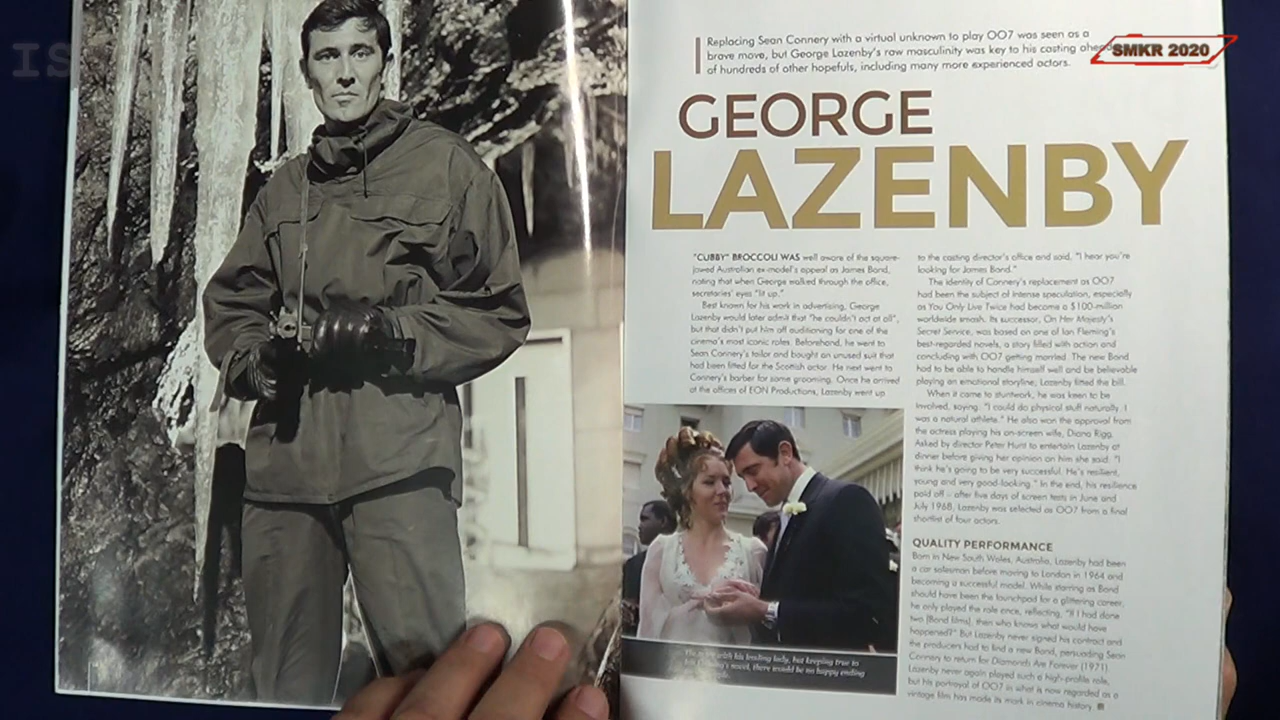 IS
SMKR 2020
Replacing Sean Connery with a virtual unknown to play OO7 was seen as a
brave move, but George Lazenby's raw masculinity was key to his casting ahead
of hundreds of other hopefuls, including many more experienced actors.
GEORGE
LAZENBY
"CUBBY" BROCCOLI WAS well aware of the square-
jawed Australian ex-model's appeal as James Bond,
noting that when George walked through the office,
secretaries' eyes "lit up."
Best known for his work in advertising, George
Lazenby would later admit that "he couldn't act at all",
but that didn't put him off auditioning for one of the
cinema's most iconic roles. Beforehand, he went to
Sean Connery's tailor and bought an unused suit that
had been fitted for the Scottish actor. He next went to
Connery's barber for some grooming. Once he arrived
at the offices of EON Productions, Lazenby went up
to the casting director's office and said, "I hear you're
looking for James Bond."
The identity of Connery's replacement as OO7
had been the subject of intense speculation, especially
as You Only Live Twice had become a $100-million
worldwide smash. Its successor, On Her Majesty's
Secret Service, was based on one of Ian Fleming's
best-regarded novels, a story filled with action and
concluding with OO7 getting married. The new Bond
had to be able to handle himself well and be believable
playing an emotional storyline; Lazenby fitted the bill.
When it came to stuntwork, he was keen to be
involved, saying: "I could do physical stuff naturally. I
was a natural athlete." He also won the approval from
the actress playing his on-screen wife, Diana Rigg.
Asked by director Peter Hunt to entertain Lazenby at
dinner before giving her opinion on him she said: "I
think he's going to be very successful. He's resilient,
young and very good-looking." In the end, his resilience
paid off – after five days of screen tests in June and
July 1968, Lazenby was selected as OO7 from a final
shortlist of four actors.
QUALITY PERFORMANCE
Born in New South Wales, Australia, Lazenby had been
a car salesman before moving to London in 1964 and
becoming a successful model. While starring as Bond
should have been the launchpad for a glittering career,
he only played the role once, reflecting, "If I had done
two [Bond films], then who knows what would have
happened?" But Lazenby never signed his contract and
the producers had to find a new Bond, persuading Sean
Connery to return for Diamonds Are Forever (1971).
Lazenby never again played such a high-profile role,
but his portrayal of OO7 in what is now regarded as a
vintage film has made its mark in cinema history.
with his leading lady, but keeping true to
novel, there would be no happy ending